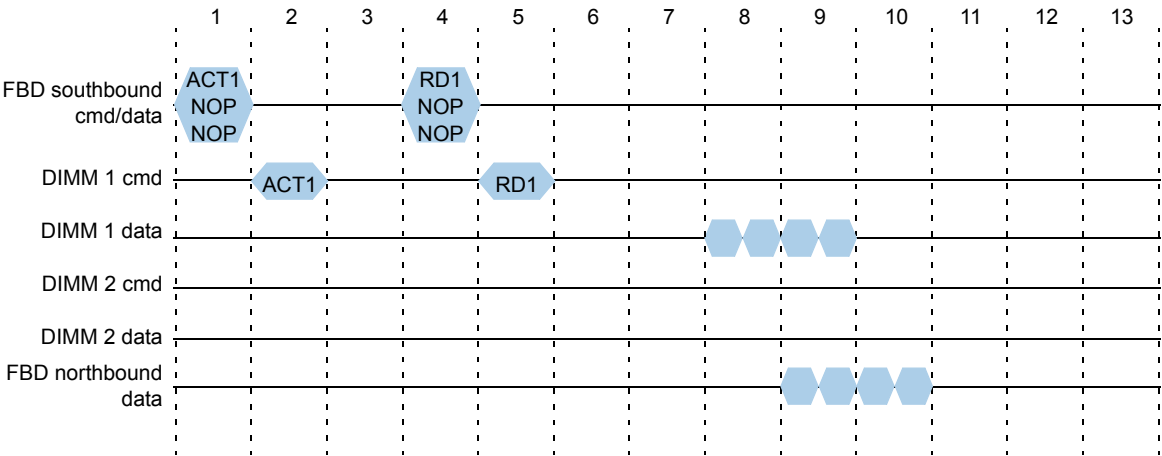 1 2 3 4 5 6 7 8 9 10 11 12 13
FBD southbound
cmd/data
ACT1
NOP
NOP
RD1
NOP
NOP
DIMM 1 cmd
ACT1
RD1
DIMM 1 data
DIMM 2 cmd
DIMM 2 data
FBD northbound
data